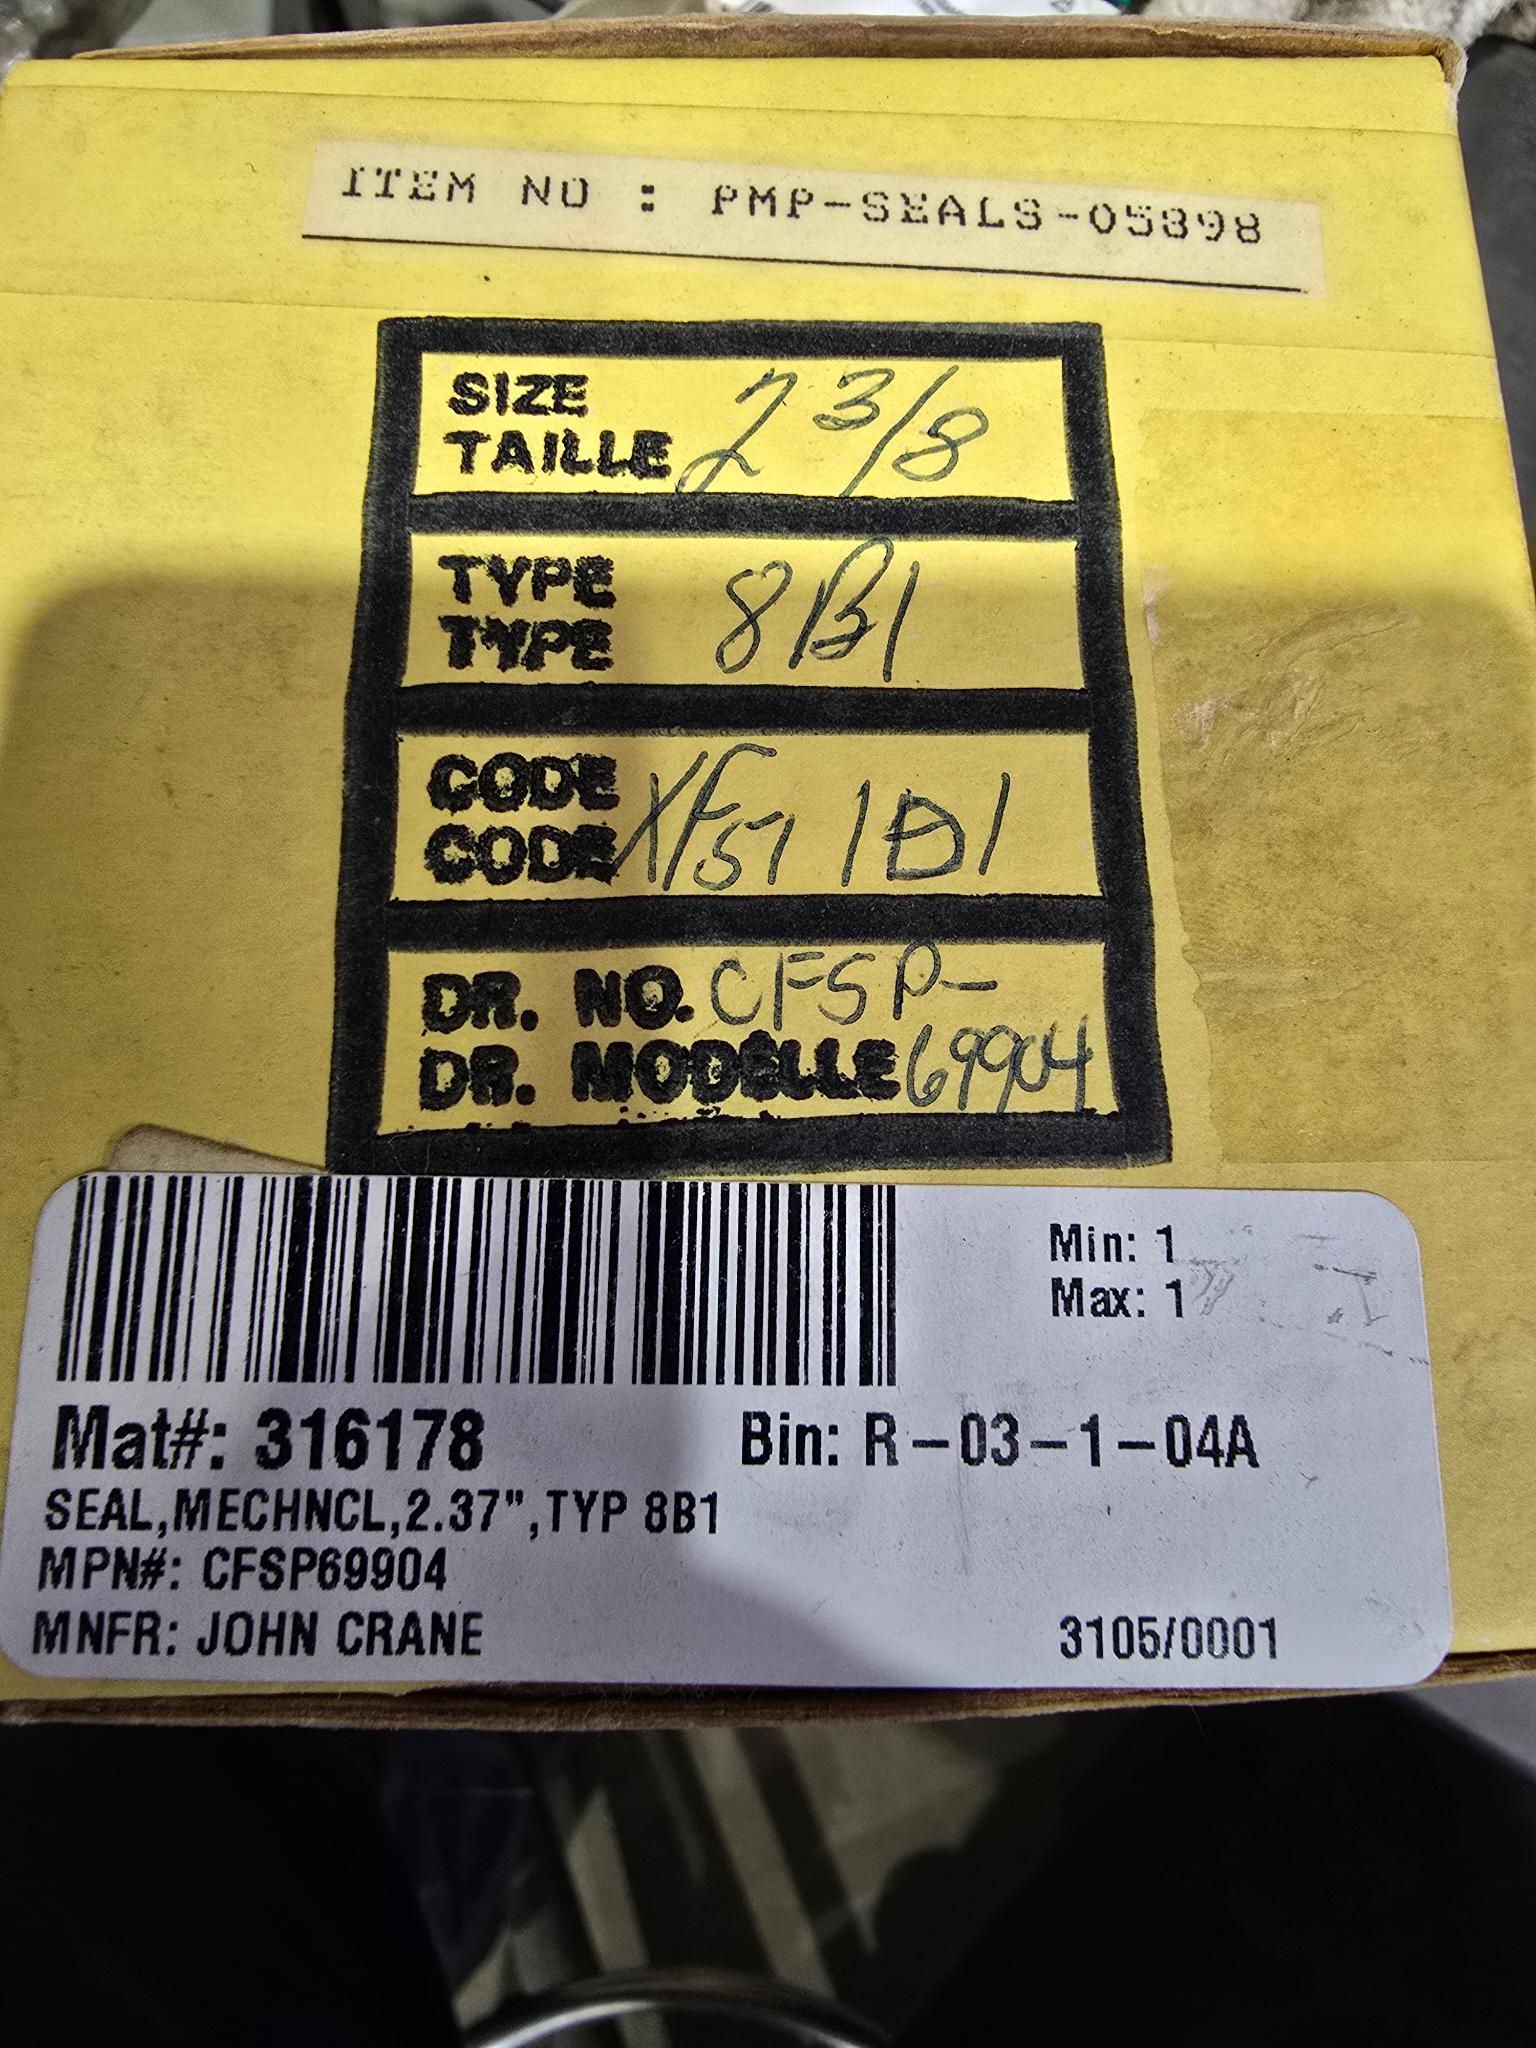 ITEM NO : PMP-SEALS-05898
SIZE
TAILLE 2 3/8
TYPE
TYPE 8B1
CODE
CODE XF51 1D1
DR. NO. CFSP-
DR. MODÈLLE 69904
Min: 1
Max: 1
Mat#: 316178 Bin: R-03-1-04A
SEAL,MECHNCL,2.37",TYP 8B1
MPN#: CFSP69904
MNFR: JOHN CRANE 3105/0001